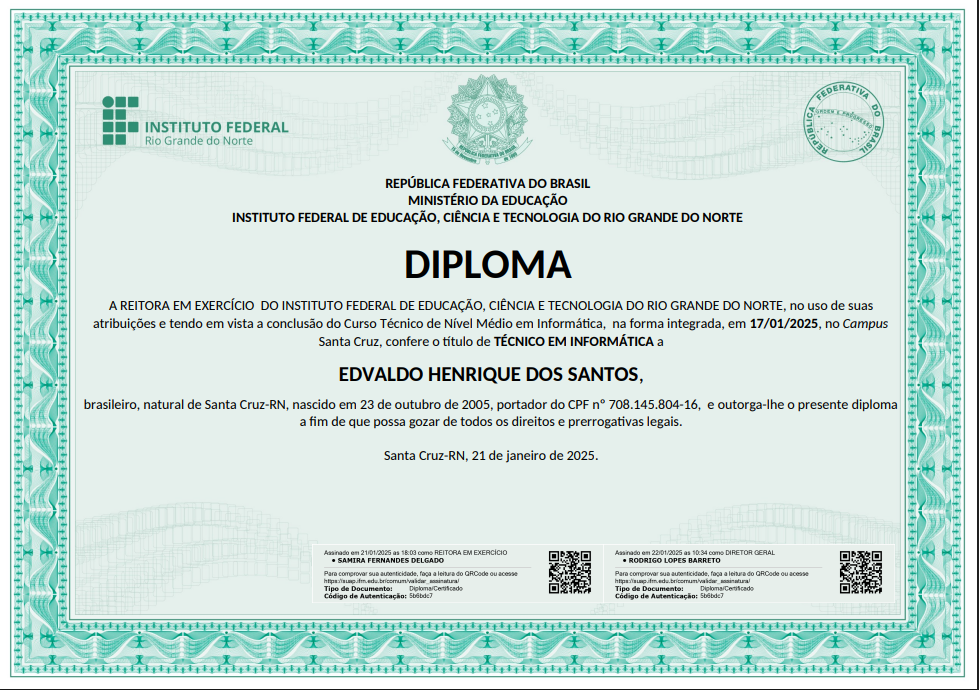 INSTITUTO FEDERAL
Rio Grande do Norte
REPÚBLICA FEDERATIVA DO BRASIL
REPÚBLICA FEDERATIVA DO BRASIL
ORDEM E PROGRESSO
REPÚBLICA FEDERATIVA DO BRASIL
MINISTÉRIO DA EDUCAÇÃO
INSTITUTO FEDERAL DE EDUCAÇÃO, CIÊNCIA E TECNOLOGIA DO RIO GRANDE DO NORTE
DIPLOMA
A REITORA EM EXERCÍCIO DO INSTITUTO FEDERAL DE EDUCAÇÃO, CIÊNCIA E TECNOLOGIA DO RIO GRANDE DO NORTE, no uso de suas
atribuições e tendo em vista a conclusão do Curso Técnico de Nível Médio em Informática, na forma integrada, em 17/01/2025, no Campus
Santa Cruz, confere o título de TÉCNICO EM INFORMÁTICA a
EDVALDO HENRIQUE DOS SANTOS,
brasileiro, natural de Santa Cruz-RN, nascido em 23 de outubro de 2005, portador do CPF nº 708.145.804-16, e outorga-lhe o presente diploma
a fim de que possa gozar de todos os direitos e prerrogativas legais.
Santa Cruz-RN, 21 de janeiro de 2025.
Assinado em 21/01/2025 as 18:03 como REITORA EM EXERCÍCIO
• SAMIRA FERNANDES DELGADO
Para comprovar sua autenticidade, faça a leitura do QRCode ou acesse
https://suap.ifrn.edu.br/comum/validar_assinatura/
Tipo de Documento: Diploma/Certificado
Código de Autenticação: 5b6bdc7
Assinado em 22/01/2025 as 10:34 como DIRETOR GERAL
• RODRIGO LOPES BARRETO
Para comprovar sua autenticidade, faça a leitura do QRCode ou acesse
https://suap.ifrn.edu.br/comum/validar_assinatura/
Tipo de Documento: Diploma/Certificado
Código de Autenticação: 5b6bdc7